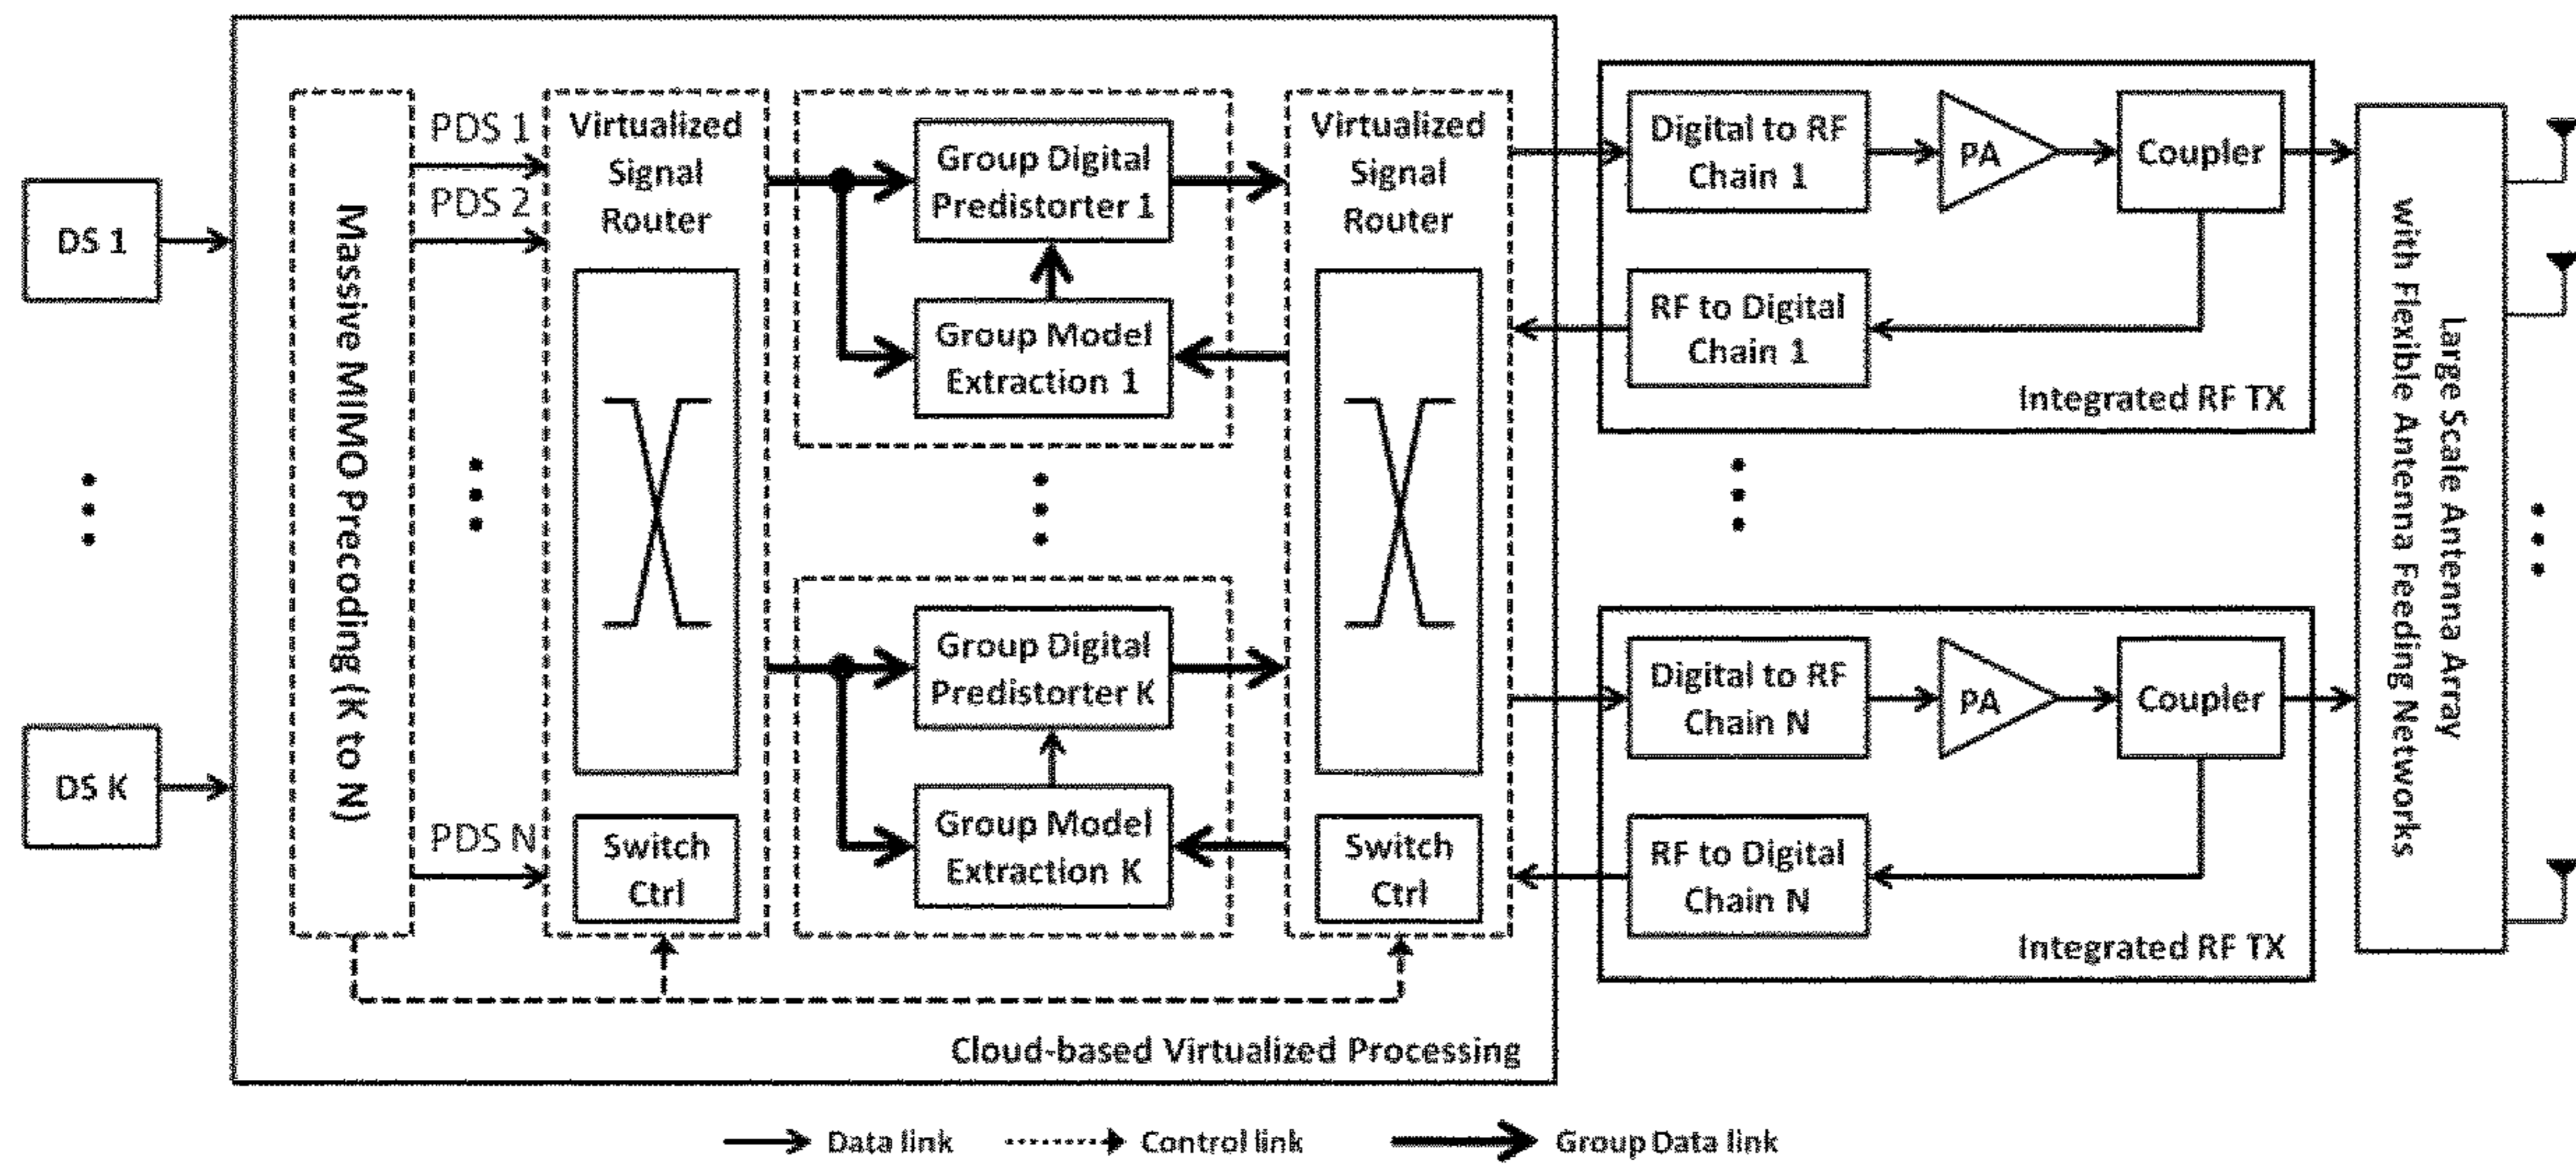 DS 1
DS K
Massive MIMO Precoding (K to N)
PDS 1
PDS 2
PDS N
Virtualized
Signal
Router
Switch
Ctrl
Group Digital
Predistorter 1
Group Model
Extraction 1
Group Digital
Predistorter K
Group Model
Extraction K
Virtualized
Signal
Router
Switch
Ctrl
Cloud-based Virtualized Processing
Digital to RF
Chain 1
PA
Coupler
RF to Digital
Chain 1
Integrated RF TX
Digital to RF
Chain N
PA
Coupler
RF to Digital
Chain N
Integrated RF TX
Large Scale Antenna Array
with Flexible Antenna Feeding Networks
Data link
Control link
Group Data link